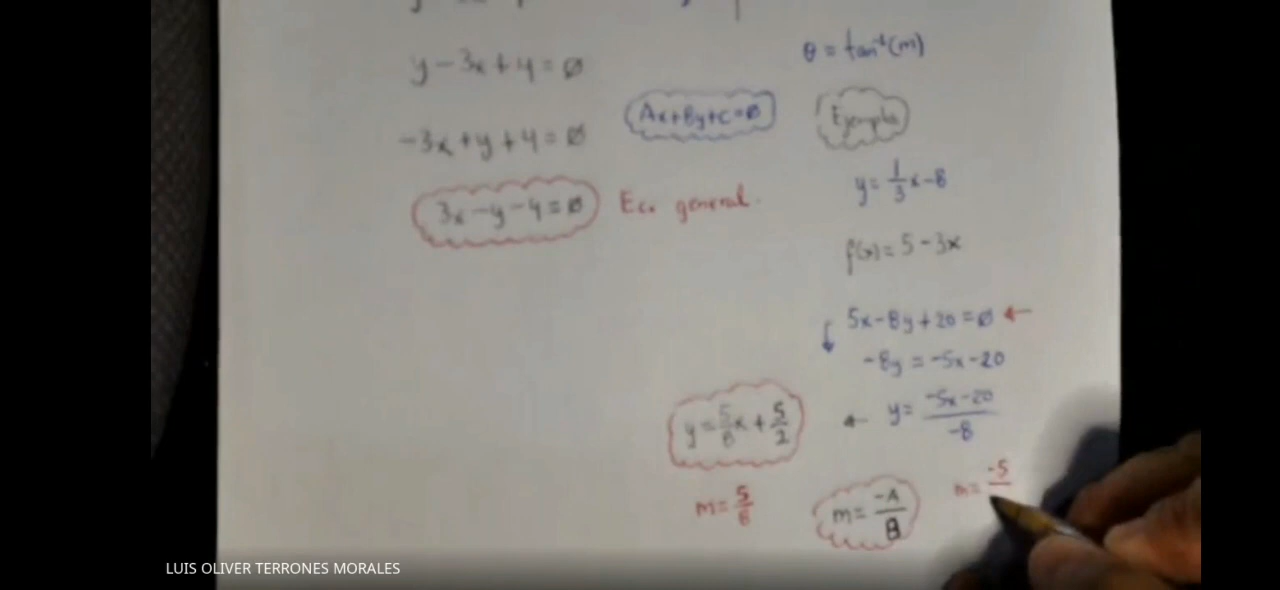 y - 3x + 4 = ø
-3x + y + 4 = ø
3x - y - 4 = ø
Ec. general.
Ax+By+C=ø
θ = tan⁻¹(m)
Ejemplo
y = 1/3 x - 8
f(x) = 5 - 3x
5x - 8y + 20 = ø ←
-8y = -5x - 20
← y = -5x-20/-8
y = 5/8 x + 5/2
m = 5/8
m = -A/B
m = -5/
LUIS OLIVER TERRONES MORALES